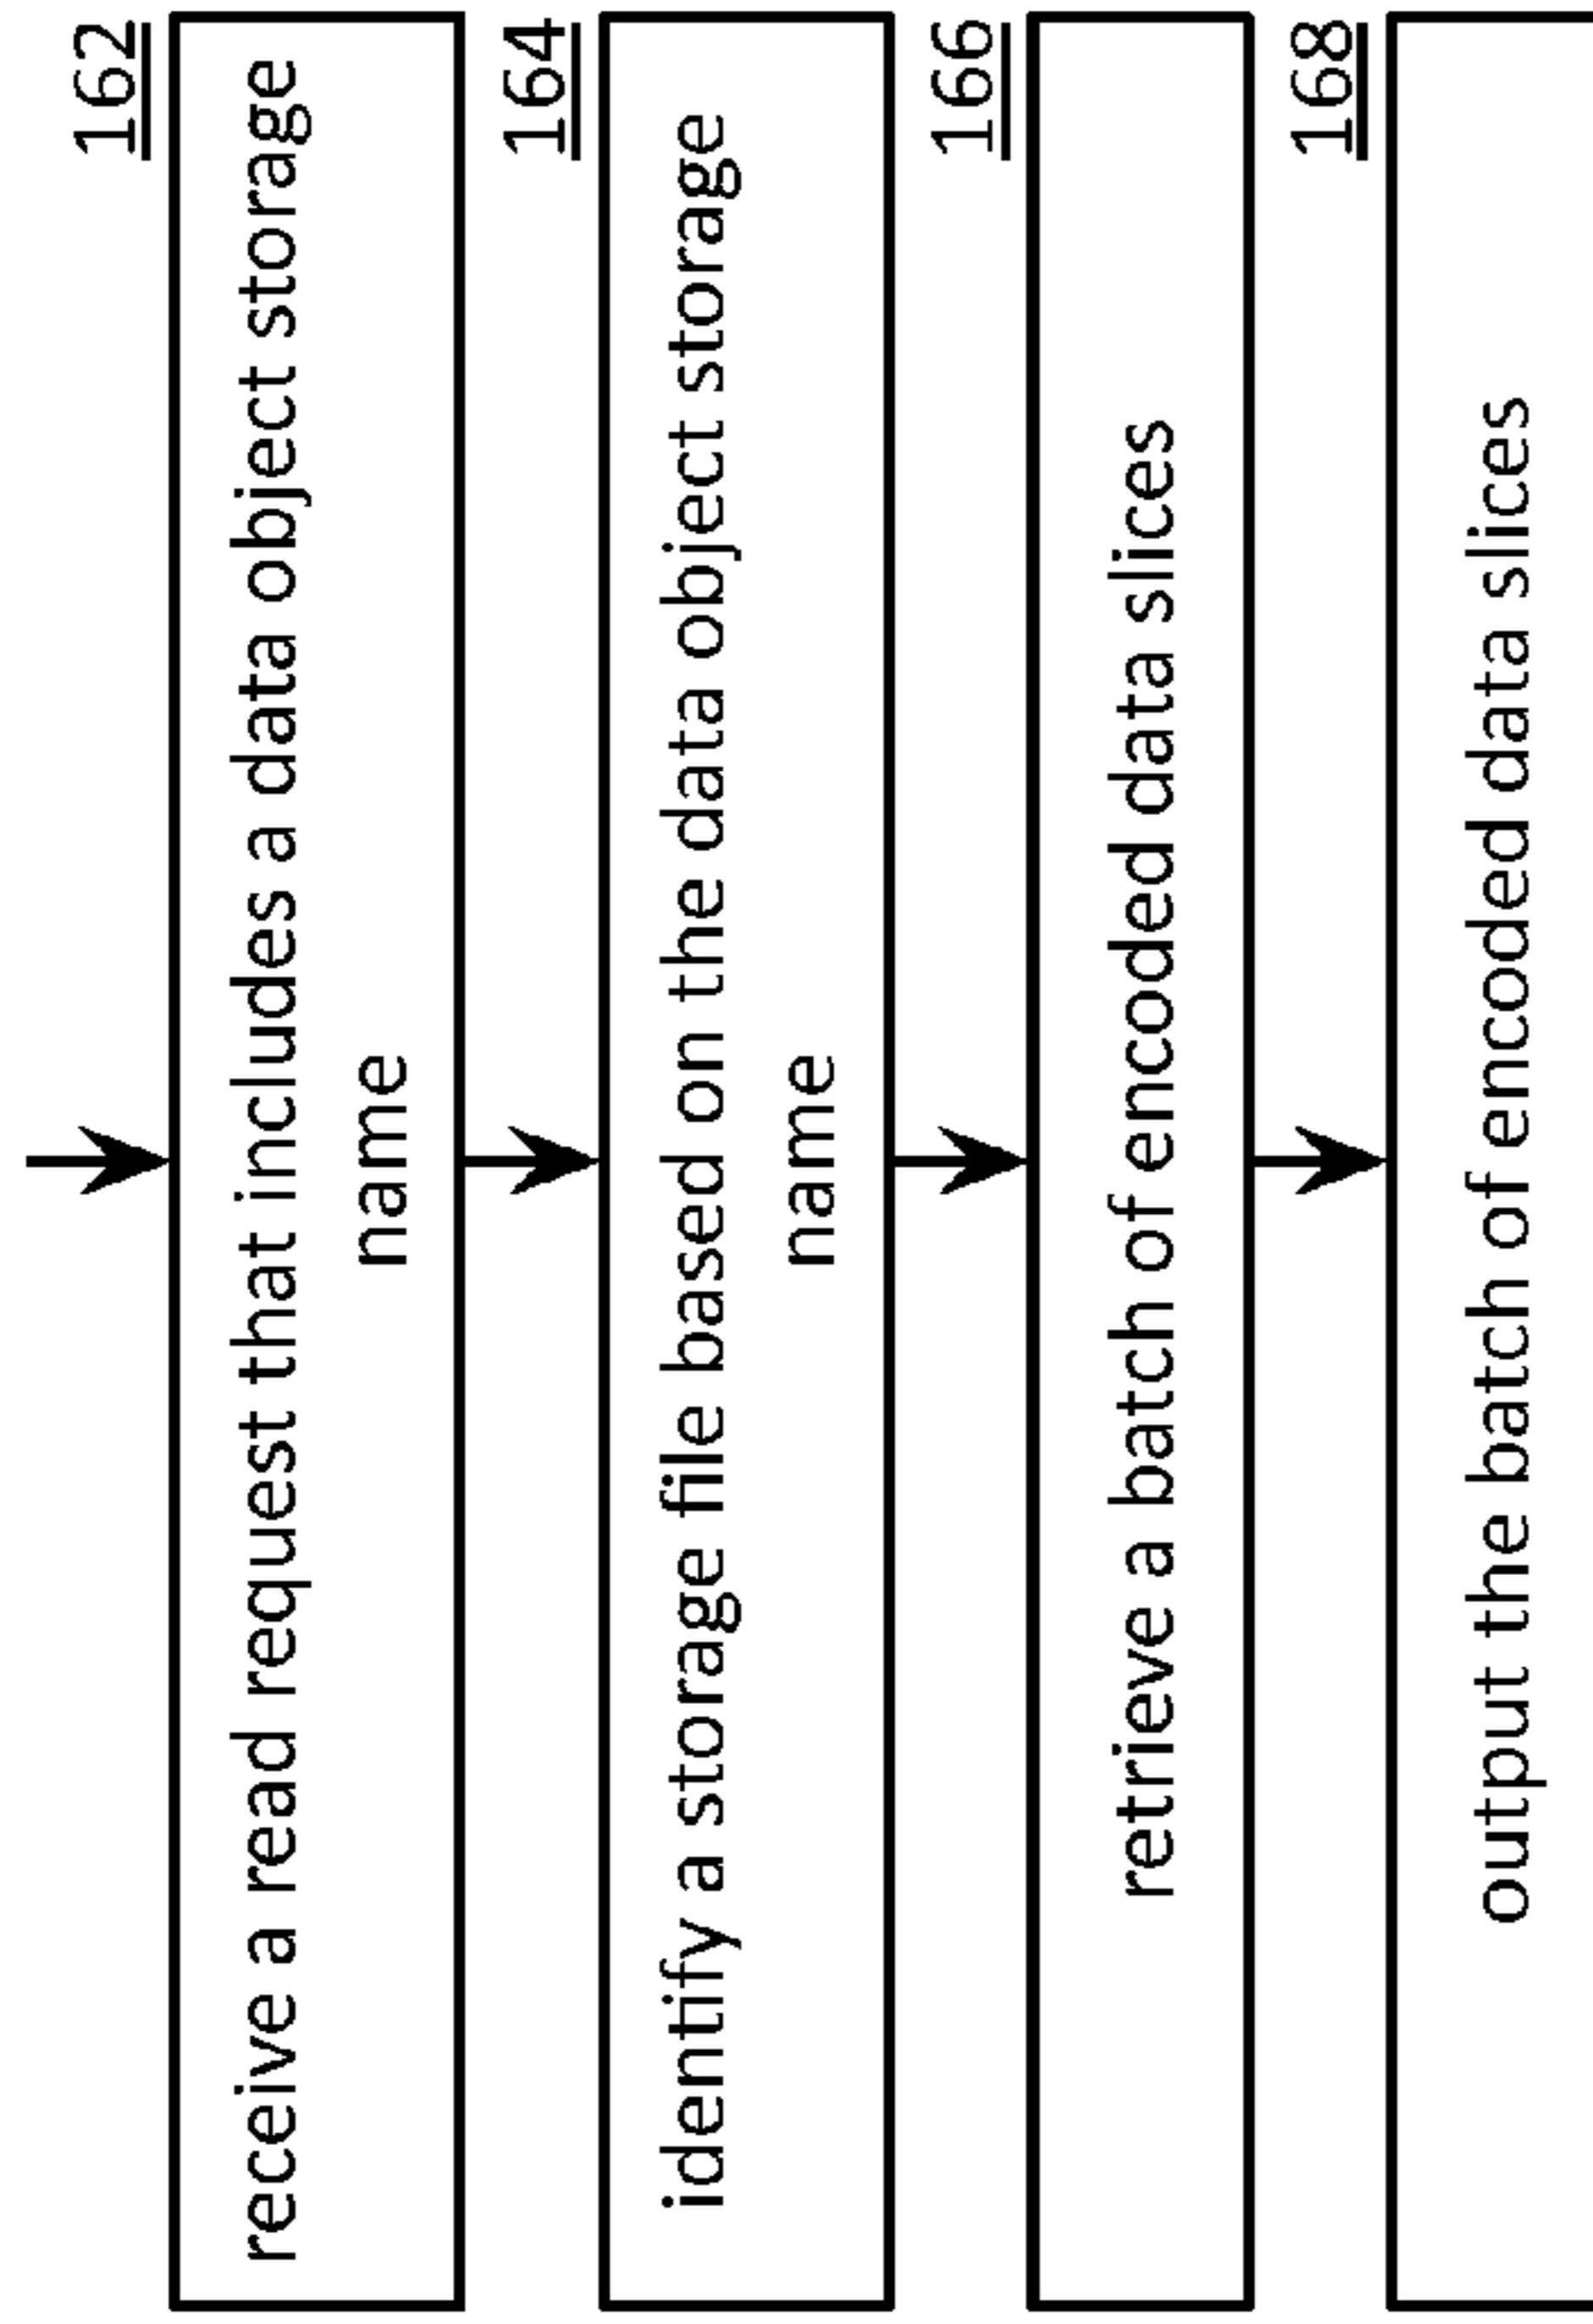 162
receive a read request that includes a data object storage
name
164
identify a storage file based on the data object storage
name
166
retrieve a batch of encoded data slices
168
output the batch of encoded data slices